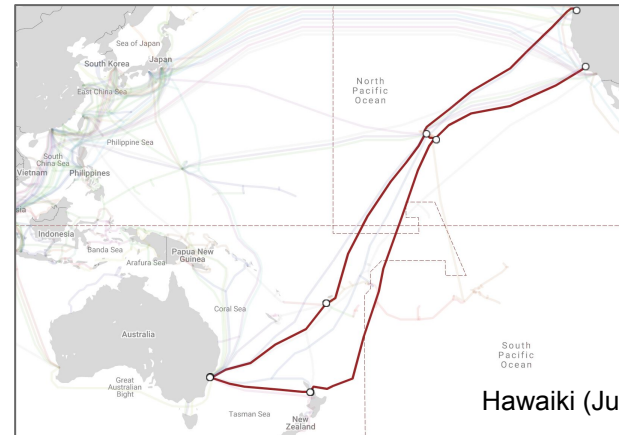 Sea of Japan
South Korea
Japan
East China Sea
North
Pacific
Ocean
Philippine Sea
South
China Sea
Vietnam
Philippines
Indonesia
Banda Sea
Papua New
Guinea
Arafura Sea
Coral Sea
Australia
Great
Australian
Bight
Tasman Sea
New
Zealand
South
Pacific
Ocean
Hawaiki (Ju